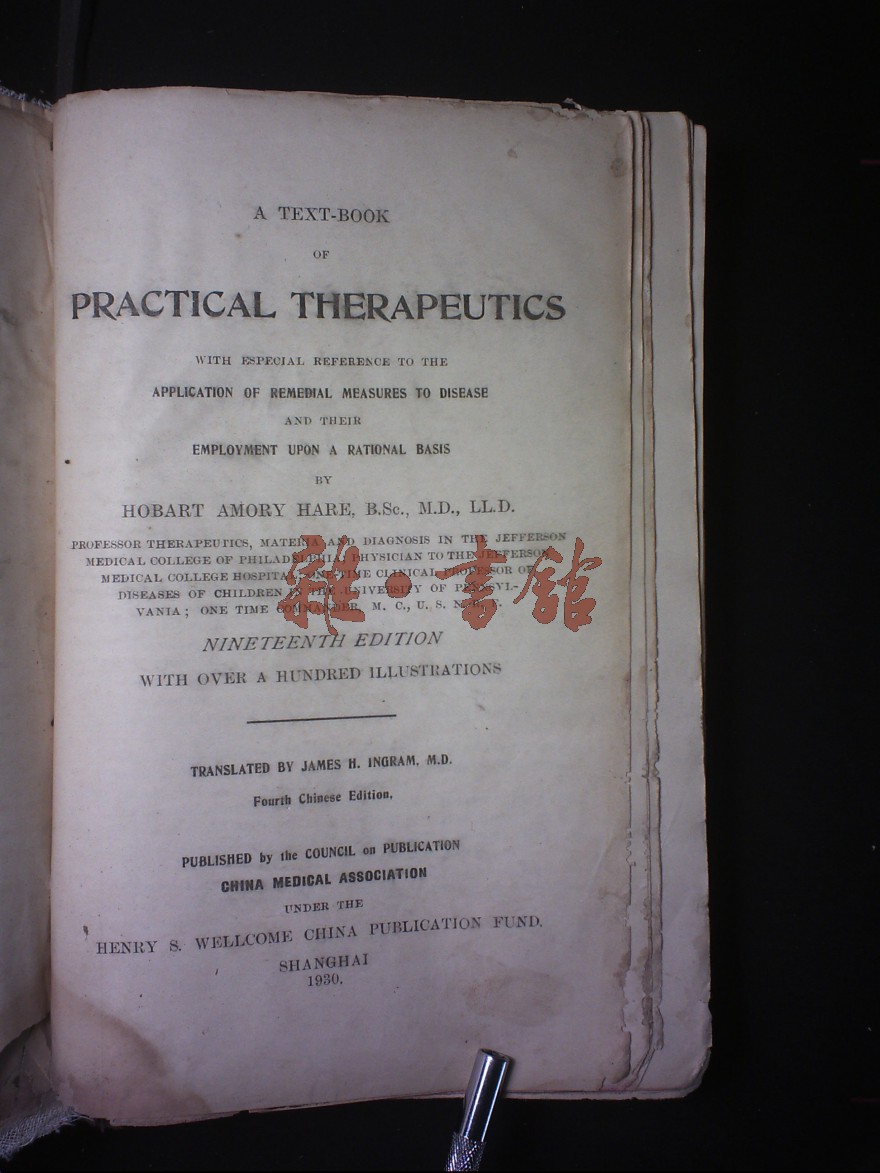 A TEXT-BOOK
OF
PRACTICAL THERAPEUTICS
WITH ESPECIAL REFERENCE TO THE
APPLICATION OF REMEDIAL MEASURES TO DISEASE
AND THEIR
EMPLOYMENT UPON A RATIONAL BASIS
BY
HOBART AMORY HARE, B.Sc., M.D., LL.D.
PROFESSOR THERAPEUTICS, MATERIA AND DIAGNOSIS IN THE JEFFERSON
MEDICAL COLLEGE OF PHILADELPHIA; PHYSICIAN TO THE JEFFERSON
MEDICAL COLLEGE HOSPITAL; ONE TIME CLINICAL PROFESSOR OF
DISEASES OF CHILDREN IN THE UNIVERSITY OF PENNSYL-
VANIA; ONE TIME COMMANDER, M. C., U. S. N. R. F.
雜·書館
NINETEENTH EDITION
WITH OVER A HUNDRED ILLUSTRATIONS
TRANSLATED BY JAMES H. INGRAM, M.D.
Fourth Chinese Edition.
PUBLISHED by the COUNCIL on PUBLICATION
CHINA MEDICAL ASSOCIATION
UNDER THE
HENRY S. WELLCOME CHINA PUBLICATION FUND.
SHANGHAI
1930.